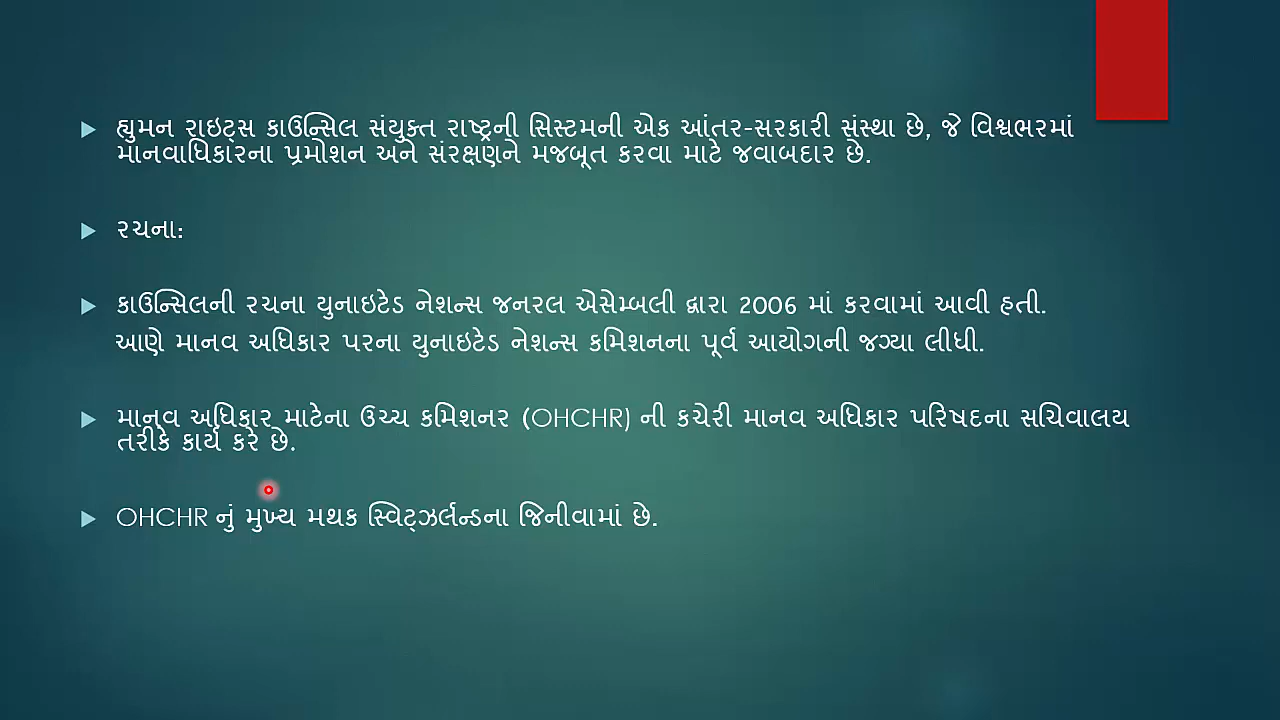 હ્યુમન રાઇટ્સ કાઉન્સિલ સંયુક્ત રાષ્ટ્રની સિસ્ટમની એક આંતર-સરકારી સંસ્થા છે, જે વિશ્વભરમાં
માનવાધિકારના પ્રમોશન અને સંરક્ષણને મજબૂત કરવા માટે જવાબદાર છે.
રચના:
કાઉન્સિલની રચના યુનાઇટેડ નેશન્સ જનરલ એસેમ્બલી દ્વારા 2006 માં કરવામાં આવી હતી.
આણે માનવ અધિકાર પરના યુનાઇટેડ નેશન્સ કમિશનના પૂર્વ આયોગની જગ્યા લીધી.
માનવ અધિકાર માટેના ઉચ્ચ કમિશનર (OHCHR) ની કચેરી માનવ અધિકાર પરિષદના સચિવાલય
તરીકે કાર્ય કરે છે.
OHCHR નું મુખ્ય મથક સ્વિટ્ઝર્લન્ડના જિનીવામાં છે.